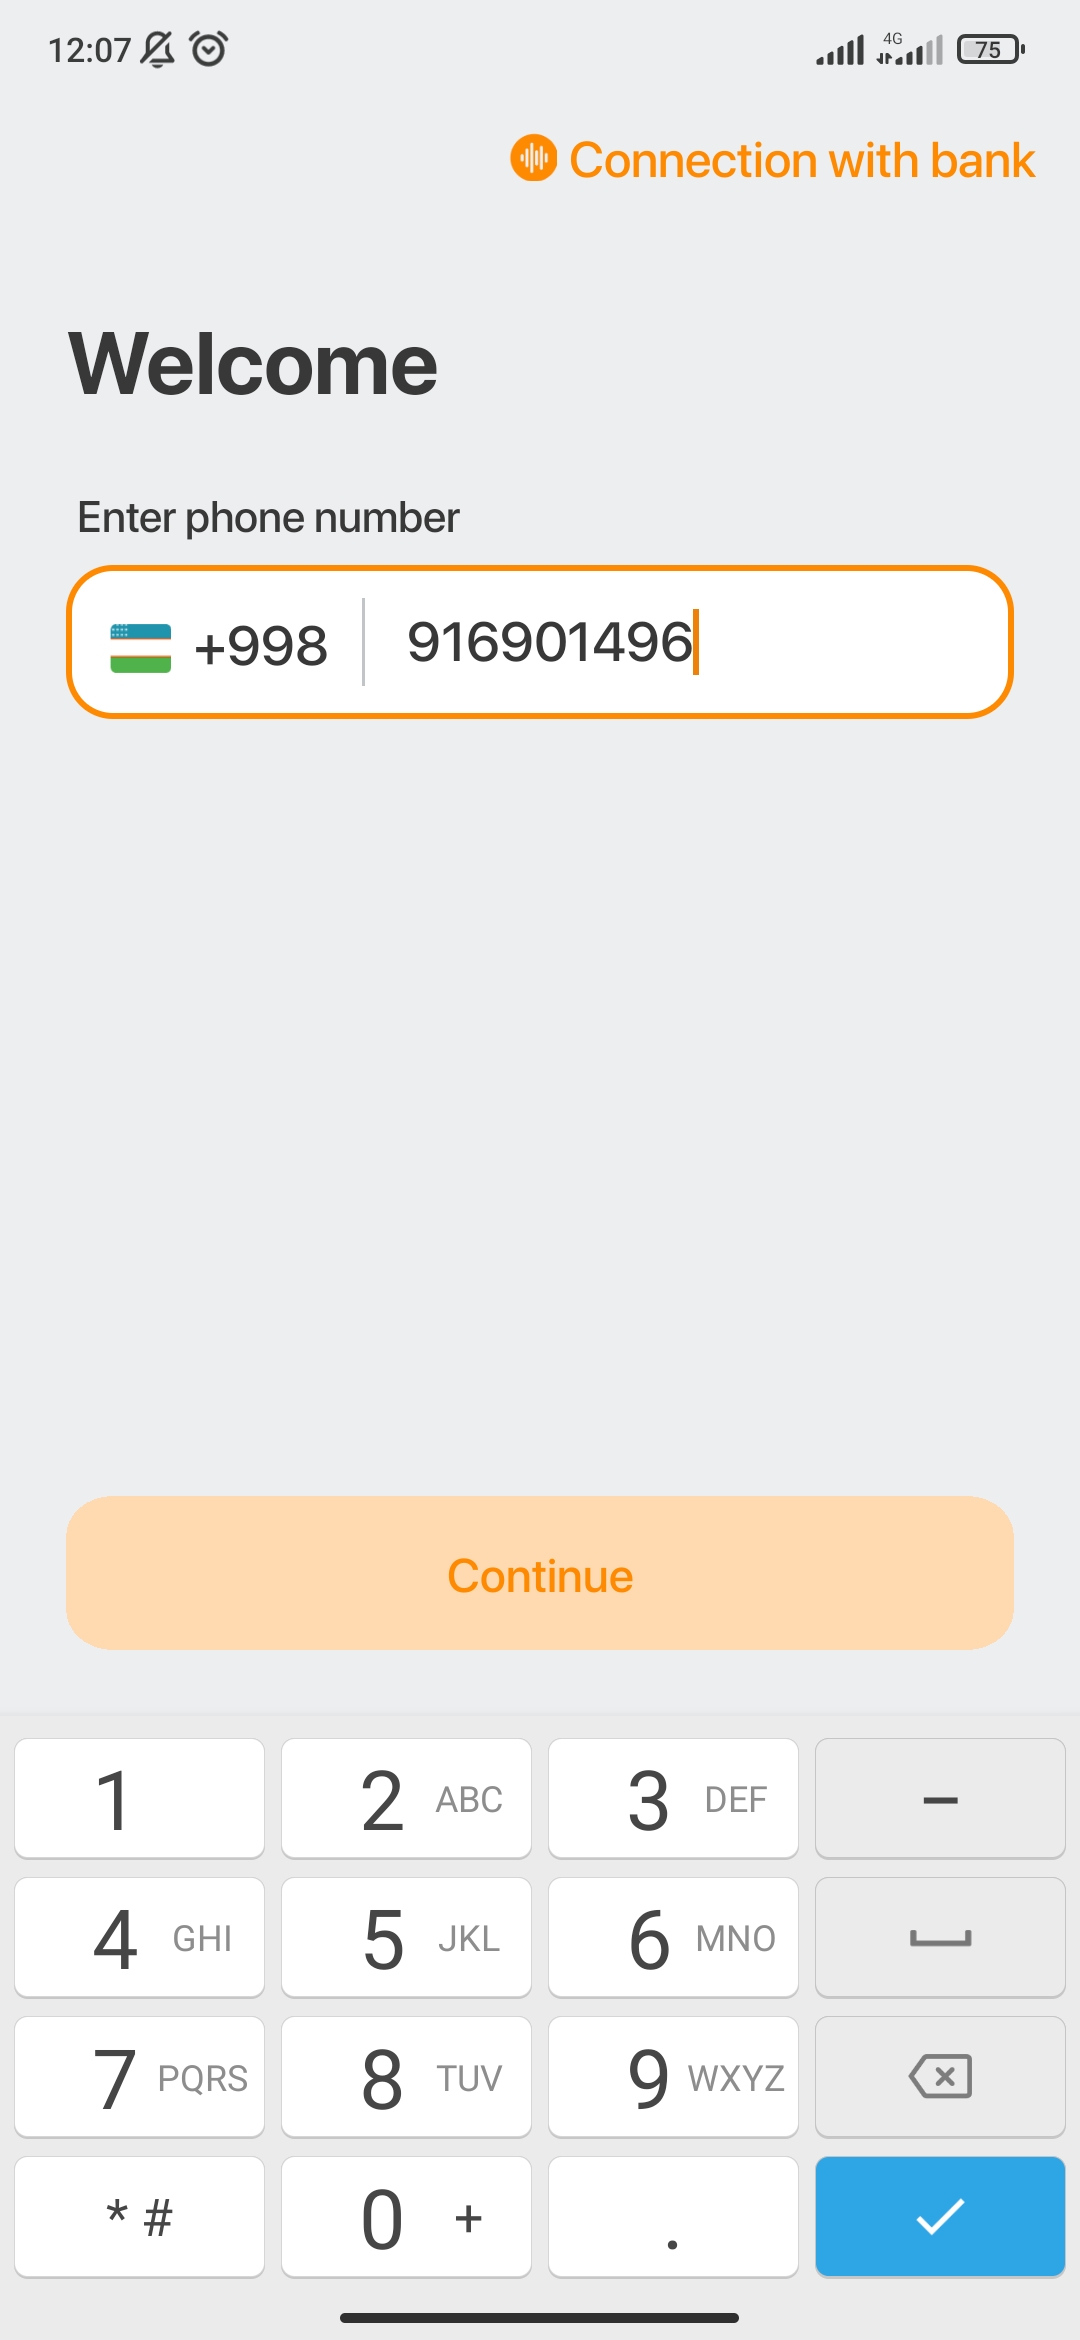 12:07 4G 75
Connection with bank
Welcome
Enter phone number
+998 916901496
Continue
1 2 ABC 3 DEF –
4 GHI 5 JKL 6 MNO
7 PQRS 8 TUV 9 WXYZ
* # 0 + .